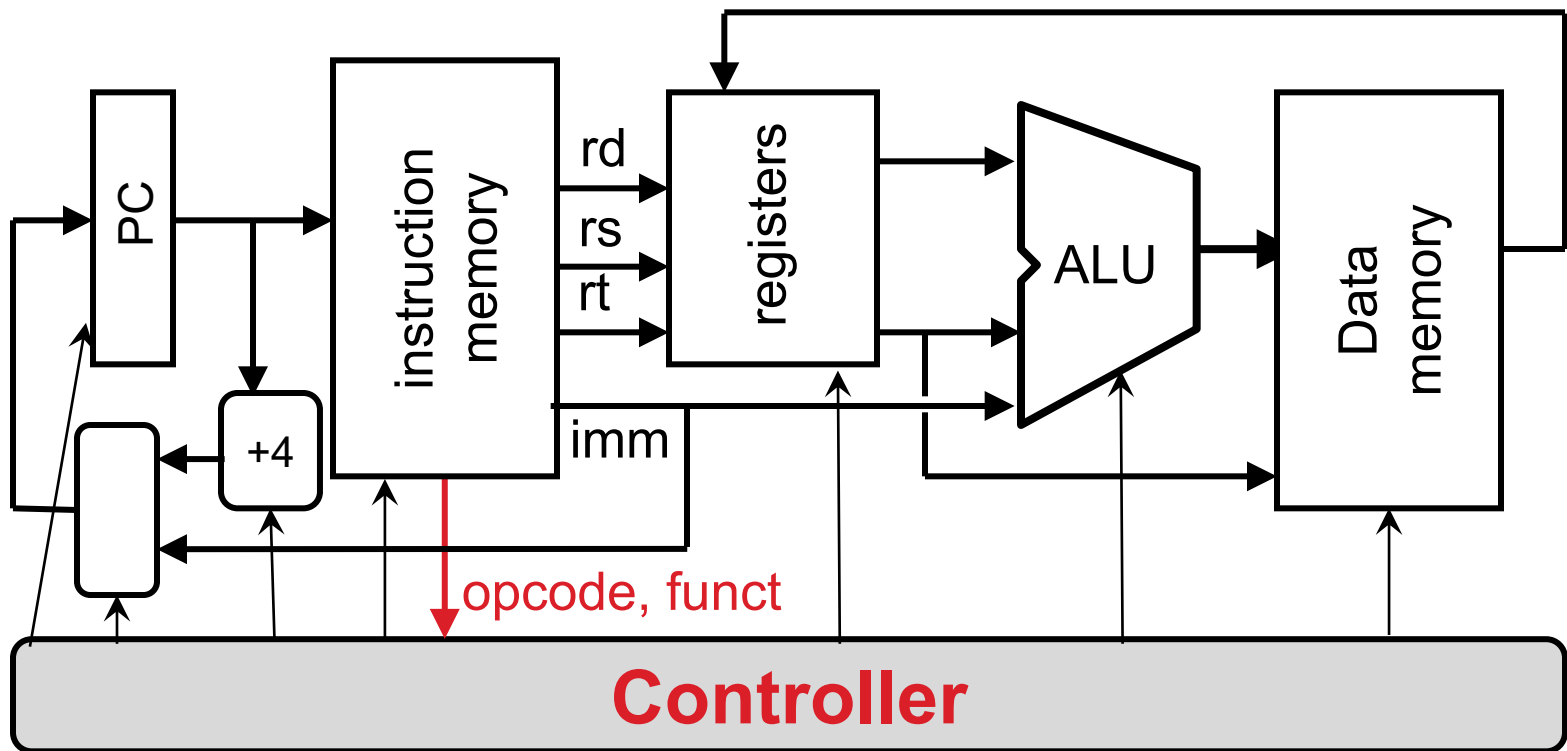 PC
+4
instruction
memory
rd
rs
rt
imm
registers
ALU
Data
memory
opcode, funct
Controller